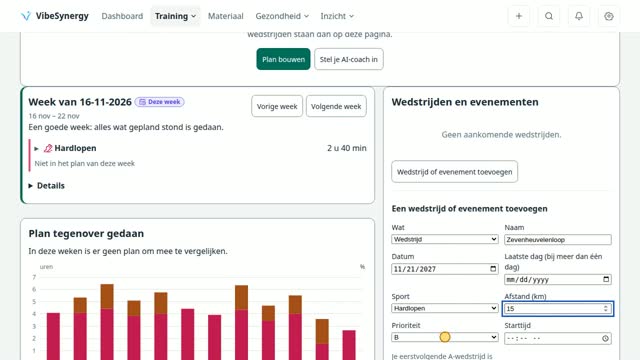 VibeSynergy Dashboard Training Materiaal Gezondheid Inzicht
wedstrijden staan dan op deze pagina.
Plan bouwen Stel je AI-coach in
Week van 16-11-2026 Deze week
16 nov – 22 nov
Vorige week Volgende week
Een goede week: alles wat gepland stond is gedaan.
Hardlopen 2 u 40 min
Niet in het plan van deze week
Details
Plan tegenover gedaan
In deze weken is er geen plan om mee te vergelijken.
uren %
7
6
5
4
3
2
1
Wedstrijden en evenementen
Geen aankomende wedstrijden.
Wedstrijd of evenement toevoegen
Een wedstrijd of evenement toevoegen
Wat Naam
Wedstrijd Zevenheuvelenloop
Datum Laatste dag (bij meer dan één
dag)
11/21/2027 mm/dd/yyyy
Sport Afstand (km)
Hardlopen 15
Prioriteit Starttijd
B --:-- --
Je eerstvolgende A-wedstrijd is